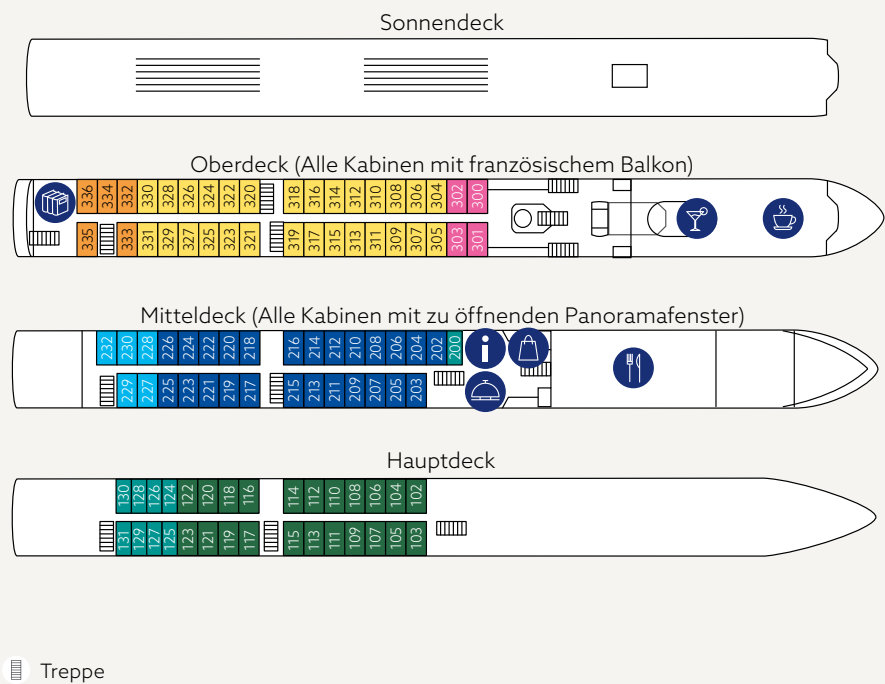 Sonnendeck
Oberdeck (Alle Kabinen mit französischem Balkon)
336 334 332 330 328 326 324 322 320 318 316 314 312 310 308 306 304 302 300
335 333 331 329 327 325 323 321 319 317 315 313 311 309 307 305 303 301
Mitteldeck (Alle Kabinen mit zu öffnenden Panoramafenster)
232 230 228 226 224 222 220 218 216 214 212 210 208 206 204 202 200
229 227 225 223 221 219 217 215 213 211 209 207 205 203
Hauptdeck
130 128 126 124 122 120 118 116 114 112 110 108 106 104 102
131 129 127 125 123 121 119 117 115 113 111 109 107 105 103
Treppe